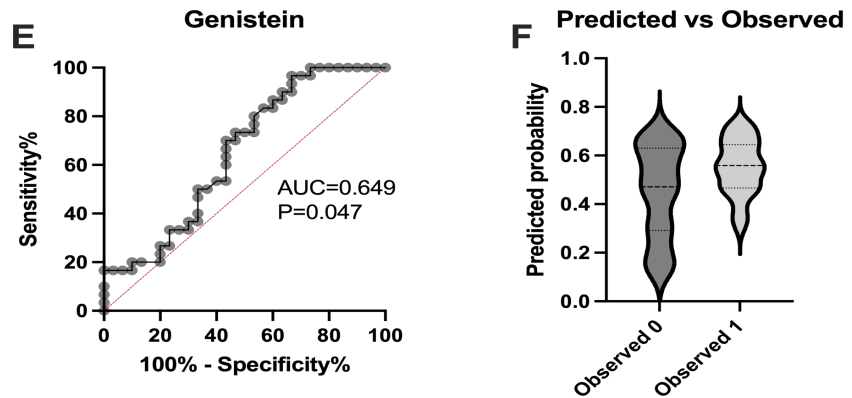 E
Genistein
Sensitivity%
100
80
60
40
20
0
AUC=0.649
P=0.047
0 20 40 60 80 100
100% - Specificity%
F
Predicted vs Observed
Predicted probability
1.0
0.8
0.6
0.4
0.2
0.0
Observed 0
Observed 1